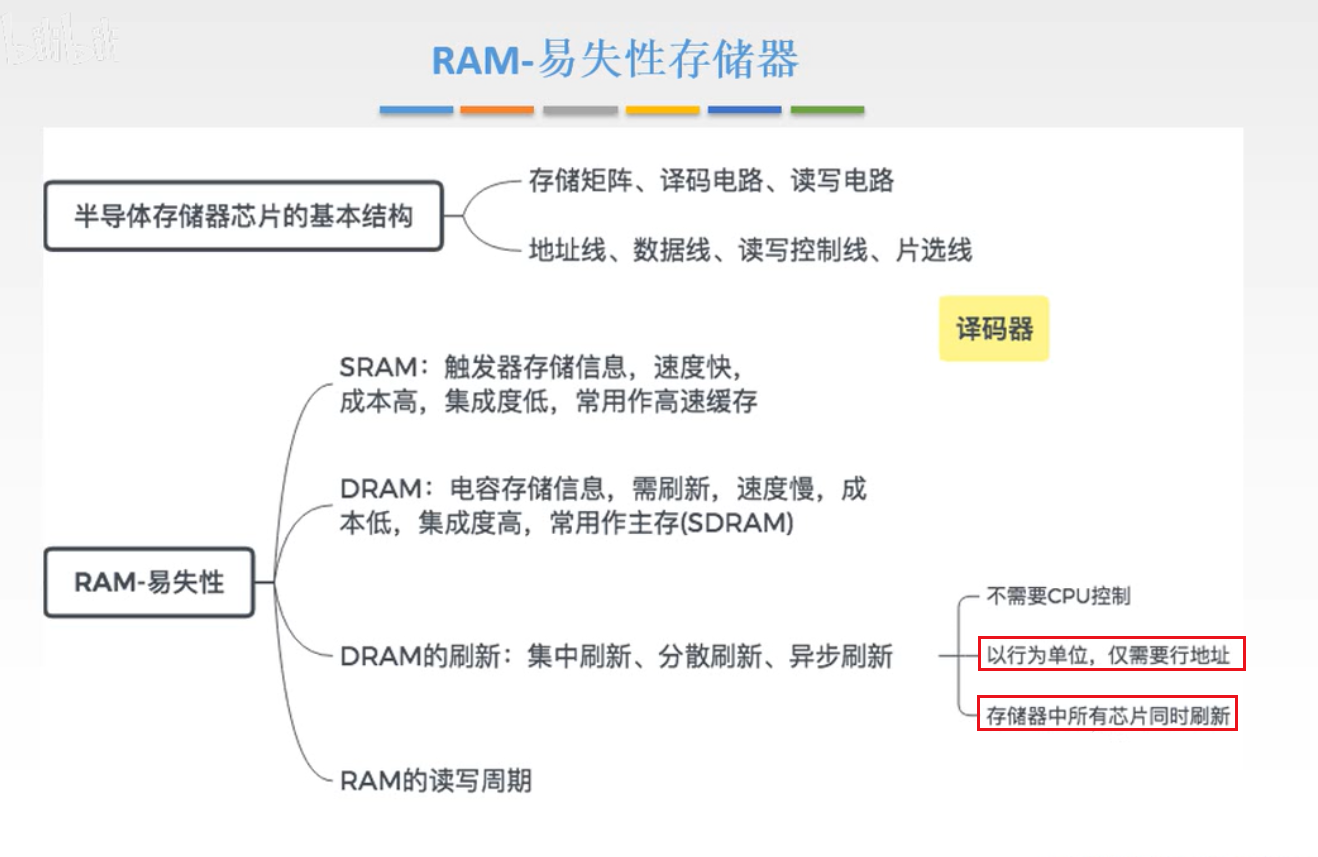 RAM-易失性存储器
半导体存储器芯片的基本结构
存储矩阵、译码电路、读写电路
地址线、数据线、读写控制线、片选线
译码器
RAM-易失性
SRAM：触发器存储信息，速度快，
成本高，集成度低，常用作高速缓存
DRAM：电容存储信息，需刷新，速度慢，成
本低，集成度高，常用作主存(SDRAM)
DRAM的刷新：集中刷新、分散刷新、异步刷新
不需要CPU控制
以行为单位，仅需要行地址
存储器中所有芯片同时刷新
RAM的读写周期